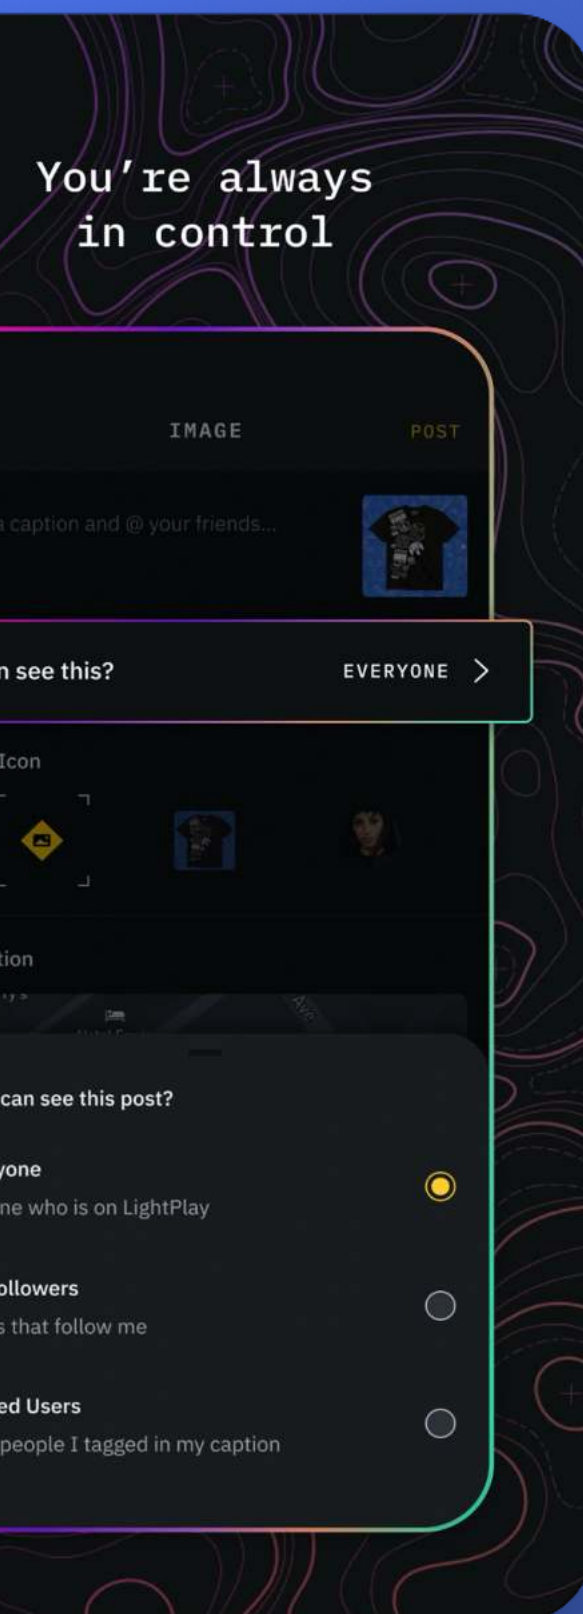 You’re always
in control
IMAGE
POST
a caption and @ your friends...
n see this?
EVERYONE
Icon
tion
Ave
can see this post?
yone
ne who is on LightPlay
ollowers
s that follow me
ed Users
people I tagged in my caption